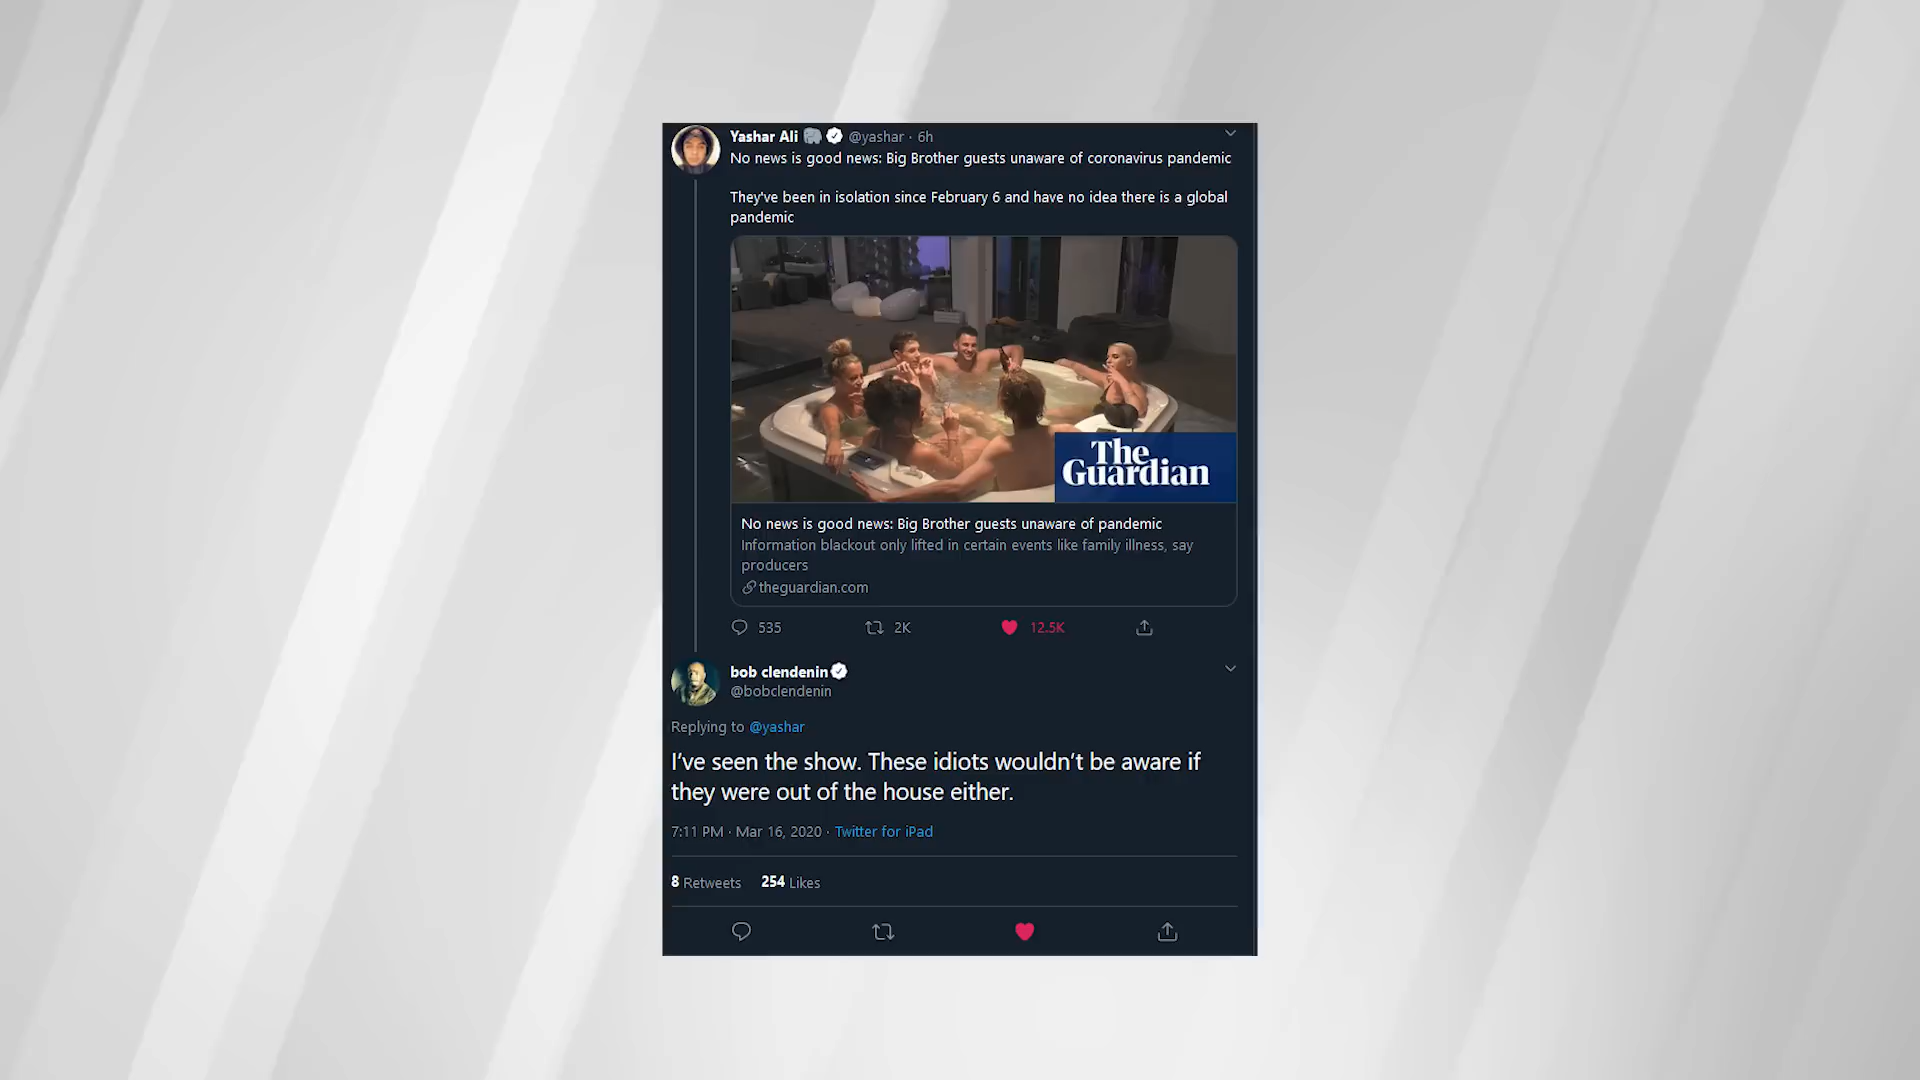 Yashar Ali @yashar · 6h
No news is good news: Big Brother guests unaware of coronavirus pandemic
They've been in isolation since February 6 and have no idea there is a global
pandemic
The
Guardian
No news is good news: Big Brother guests unaware of pandemic
Information blackout only lifted in certain events like family illness, say
producers
theguardian.com
535 2K 12.5K
bob clendenin
@bobclendenin
Replying to @yashar
I've seen the show. These idiots wouldn't be aware if
they were out of the house either.
7:11 PM · Mar 16, 2020 · Twitter for iPad
8 Retweets 254 Likes